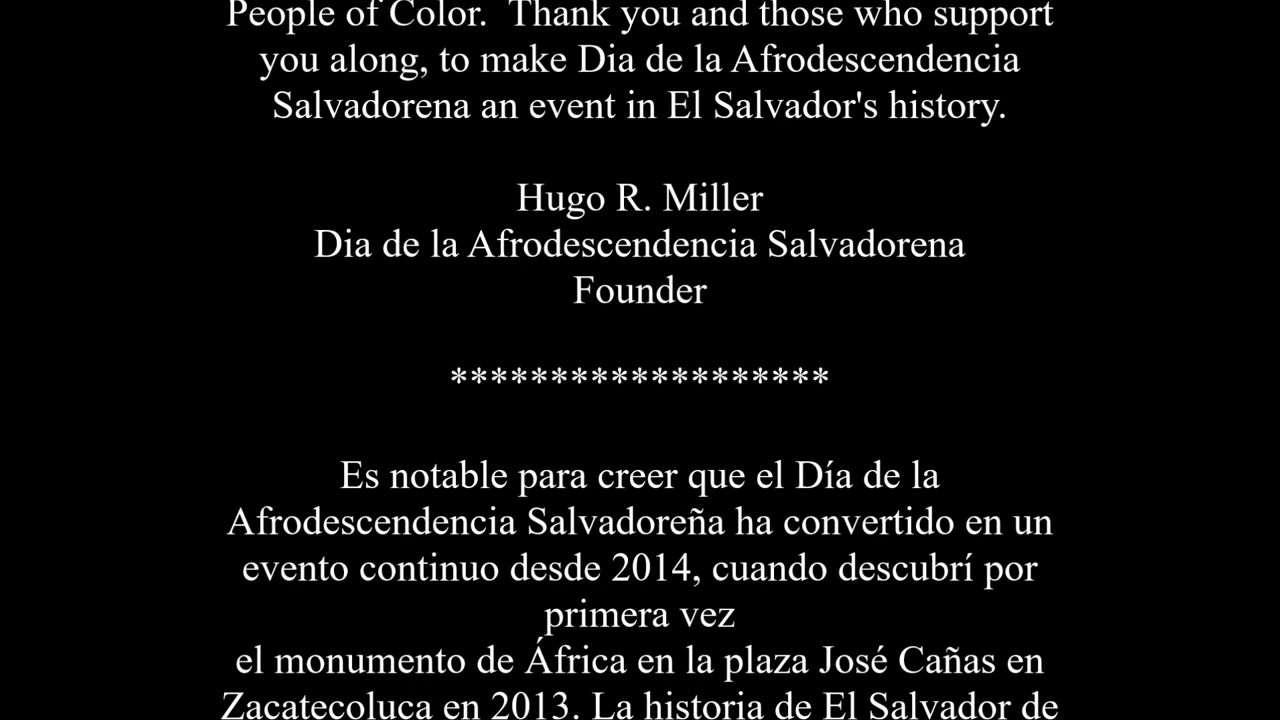 People of Color.  Thank you and those who support
you along, to make Dia de la Afrodescendencia
Salvadorena an event in El Salvador's history.
Hugo R. Miller
Dia de la Afrodescendencia Salvadorena
Founder
*******************
Es notable para creer que el Día de la
Afrodescendencia Salvadoreña ha convertido en un
evento continuo desde 2014, cuando descubrí por
primera vez
el monumento de África en la plaza José Cañas en
Zacatecoluca en 2013. La historia de El Salvador de